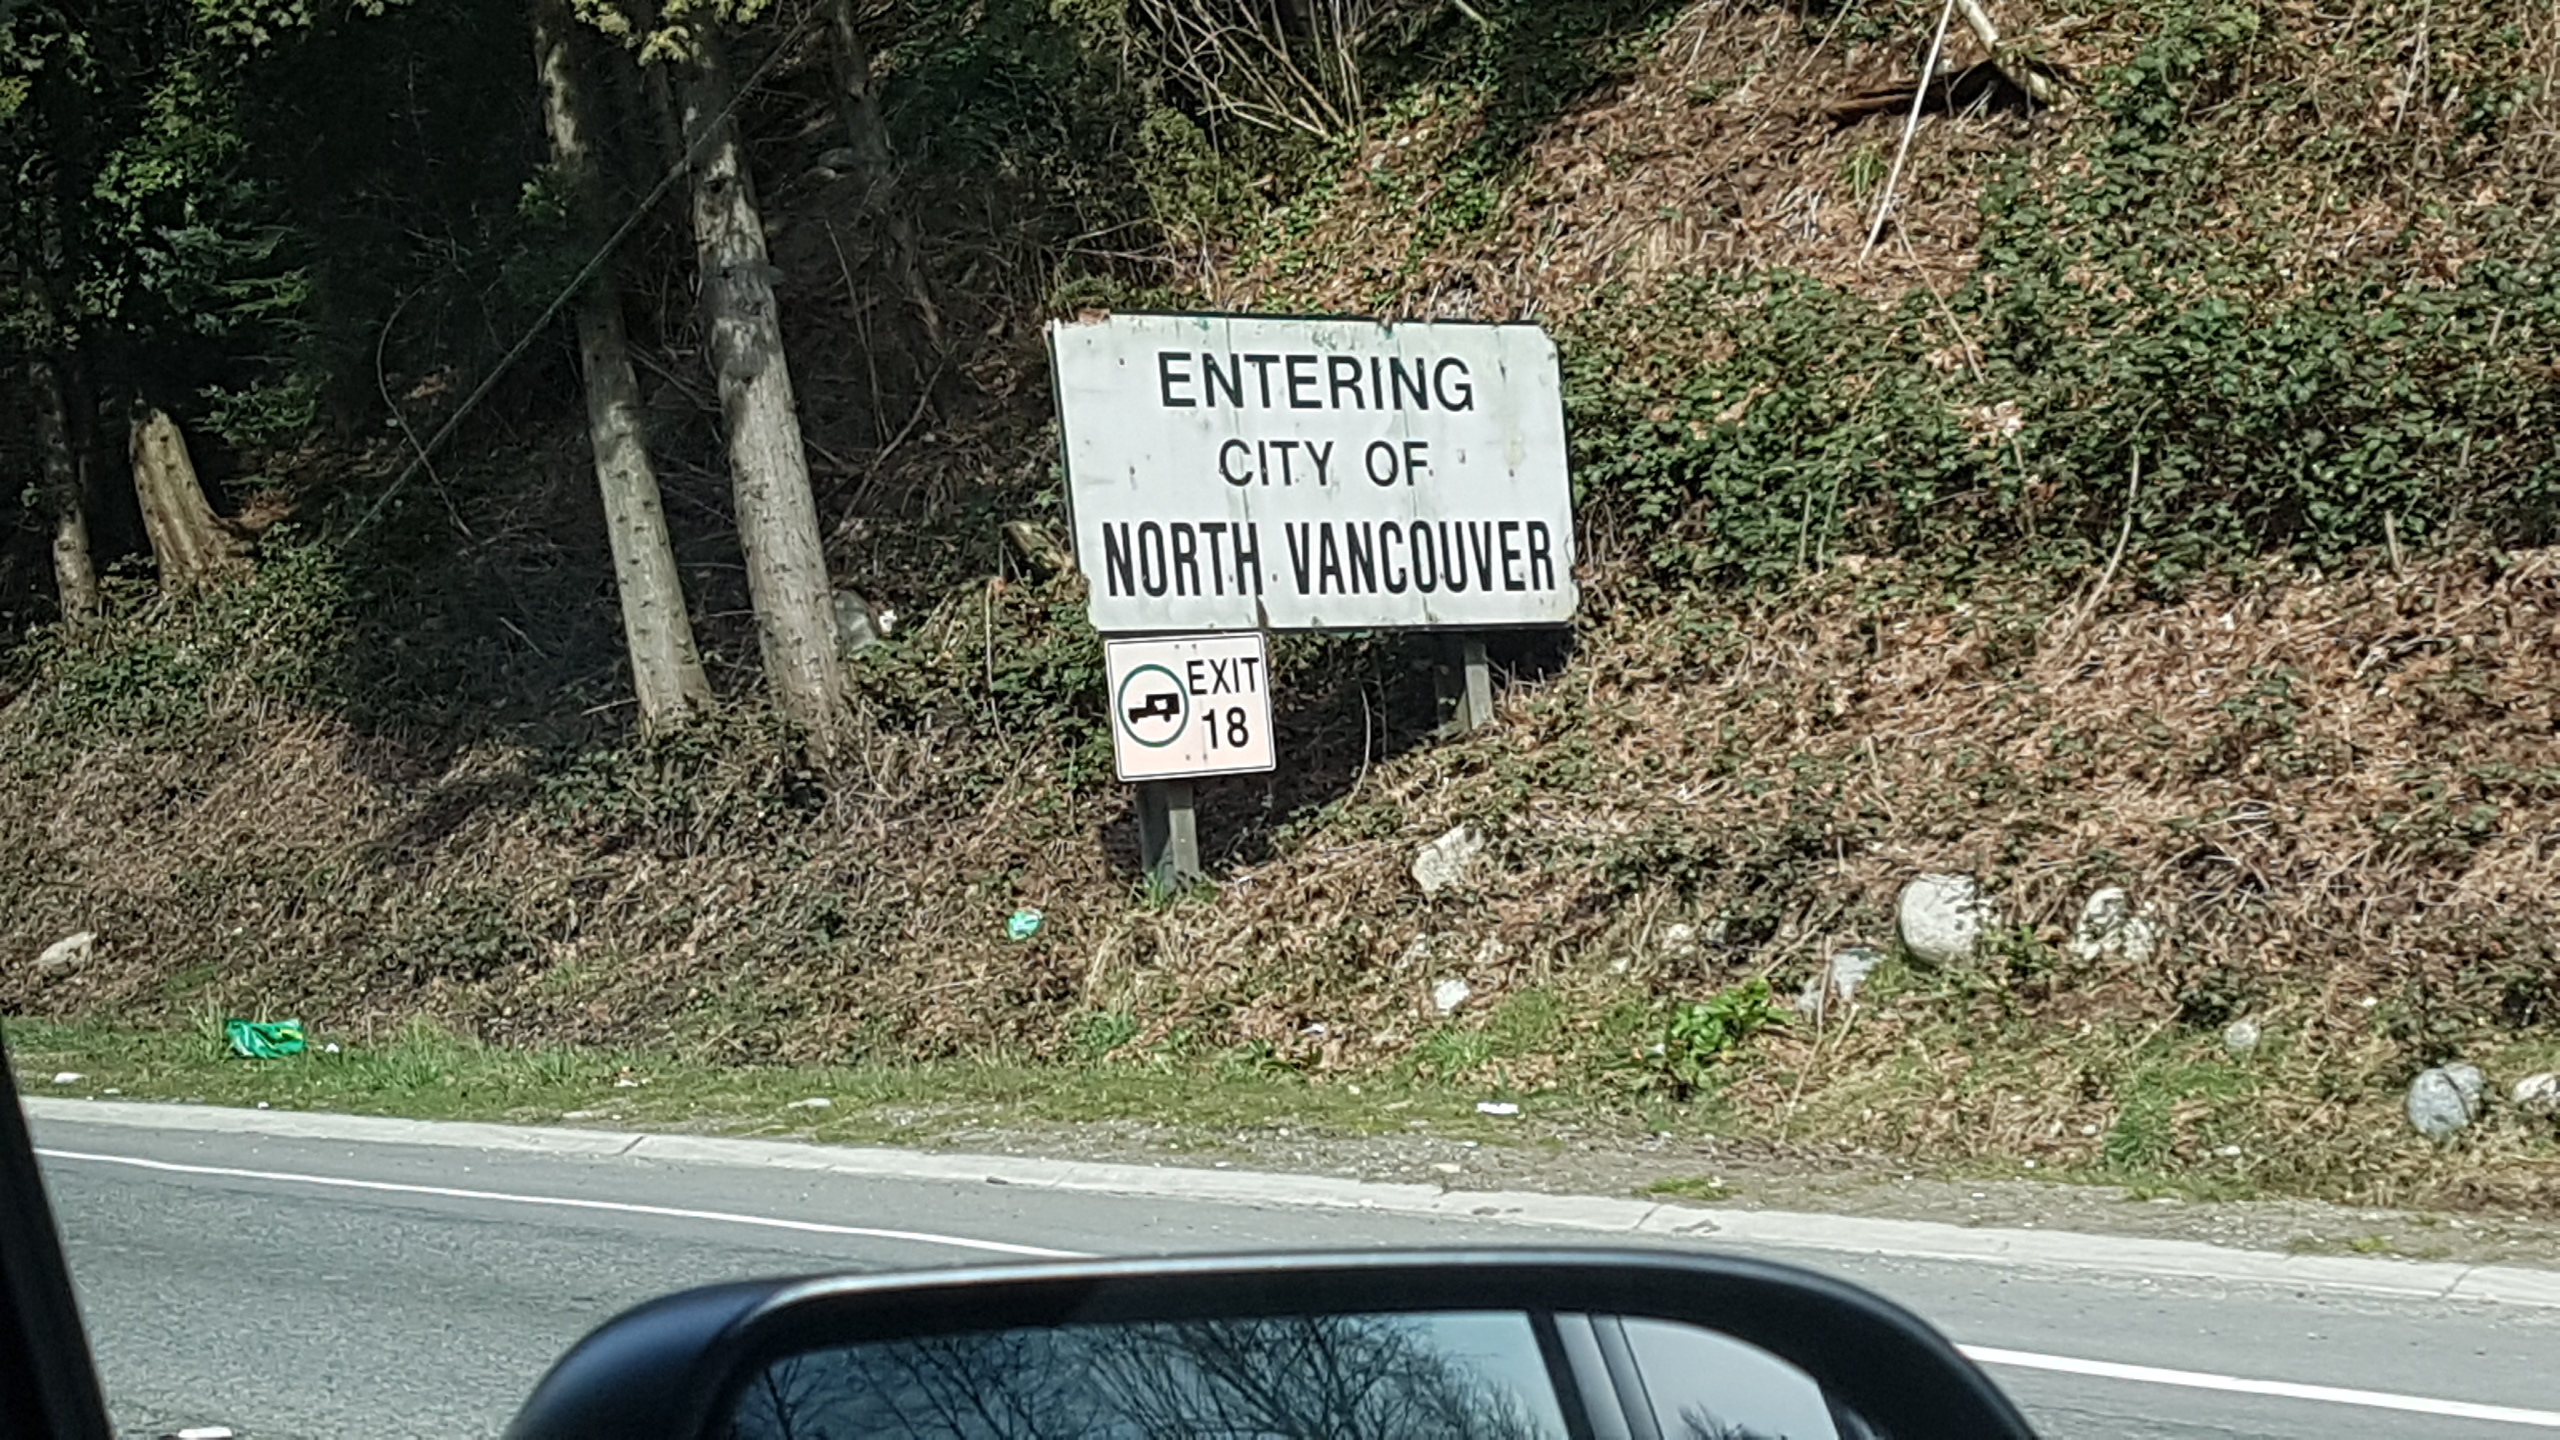 ENTERING
CITY OF
NORTH VANCOUVER
EXIT
18